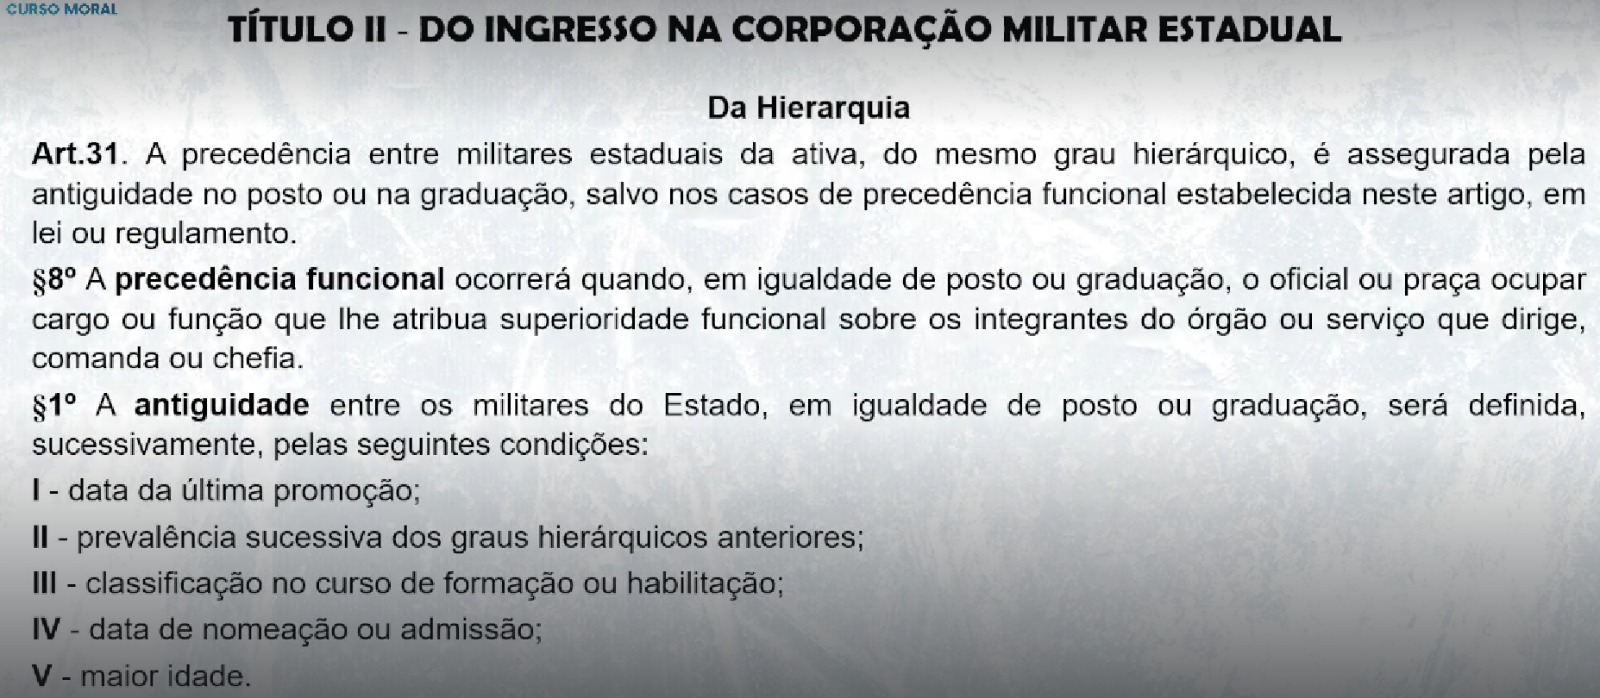 CURSO MORAL
TÍTULO II - DO INGRESSO NA CORPORAÇÃO MILITAR ESTADUAL
Da Hierarquia
Art.31. A precedência entre militares estaduais da ativa, do mesmo grau hierárquico, é assegurada pela
antiguidade no posto ou na graduação, salvo nos casos de precedência funcional estabelecida neste artigo, em
lei ou regulamento.
§8º A precedência funcional ocorrerá quando, em igualdade de posto ou graduação, o oficial ou praça ocupar
cargo ou função que lhe atribua superioridade funcional sobre os integrantes do órgão ou serviço que dirige,
comanda ou chefia.
§1º A antiguidade entre os militares do Estado, em igualdade de posto ou graduação, será definida,
sucessivamente, pelas seguintes condições:
I - data da última promoção;
II - prevalência sucessiva dos graus hierárquicos anteriores;
III - classificação no curso de formação ou habilitação;
IV - data de nomeação ou admissão;
V - maior idade.